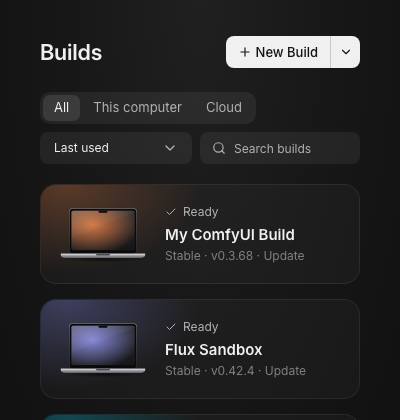 Builds
New Build
All This computer Cloud
Last used
Search builds
Ready
My ComfyUI Build
Stable · v0.3.68 · Update
Ready
Flux Sandbox
Stable · v0.42.4 · Update